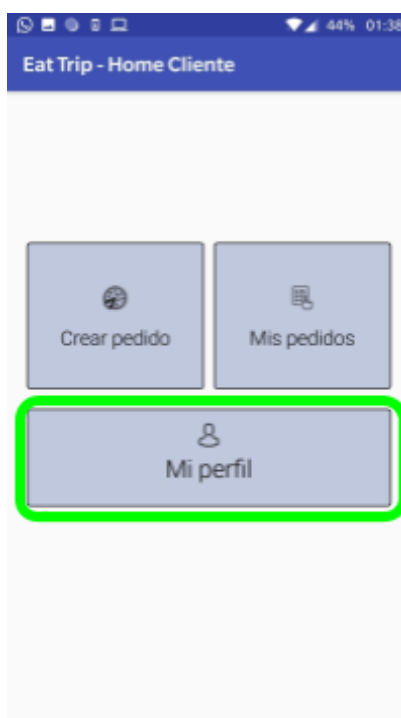 44% 01:38
Eat Trip - Home Cliente
Crear pedido
Mis pedidos
Mi perfil